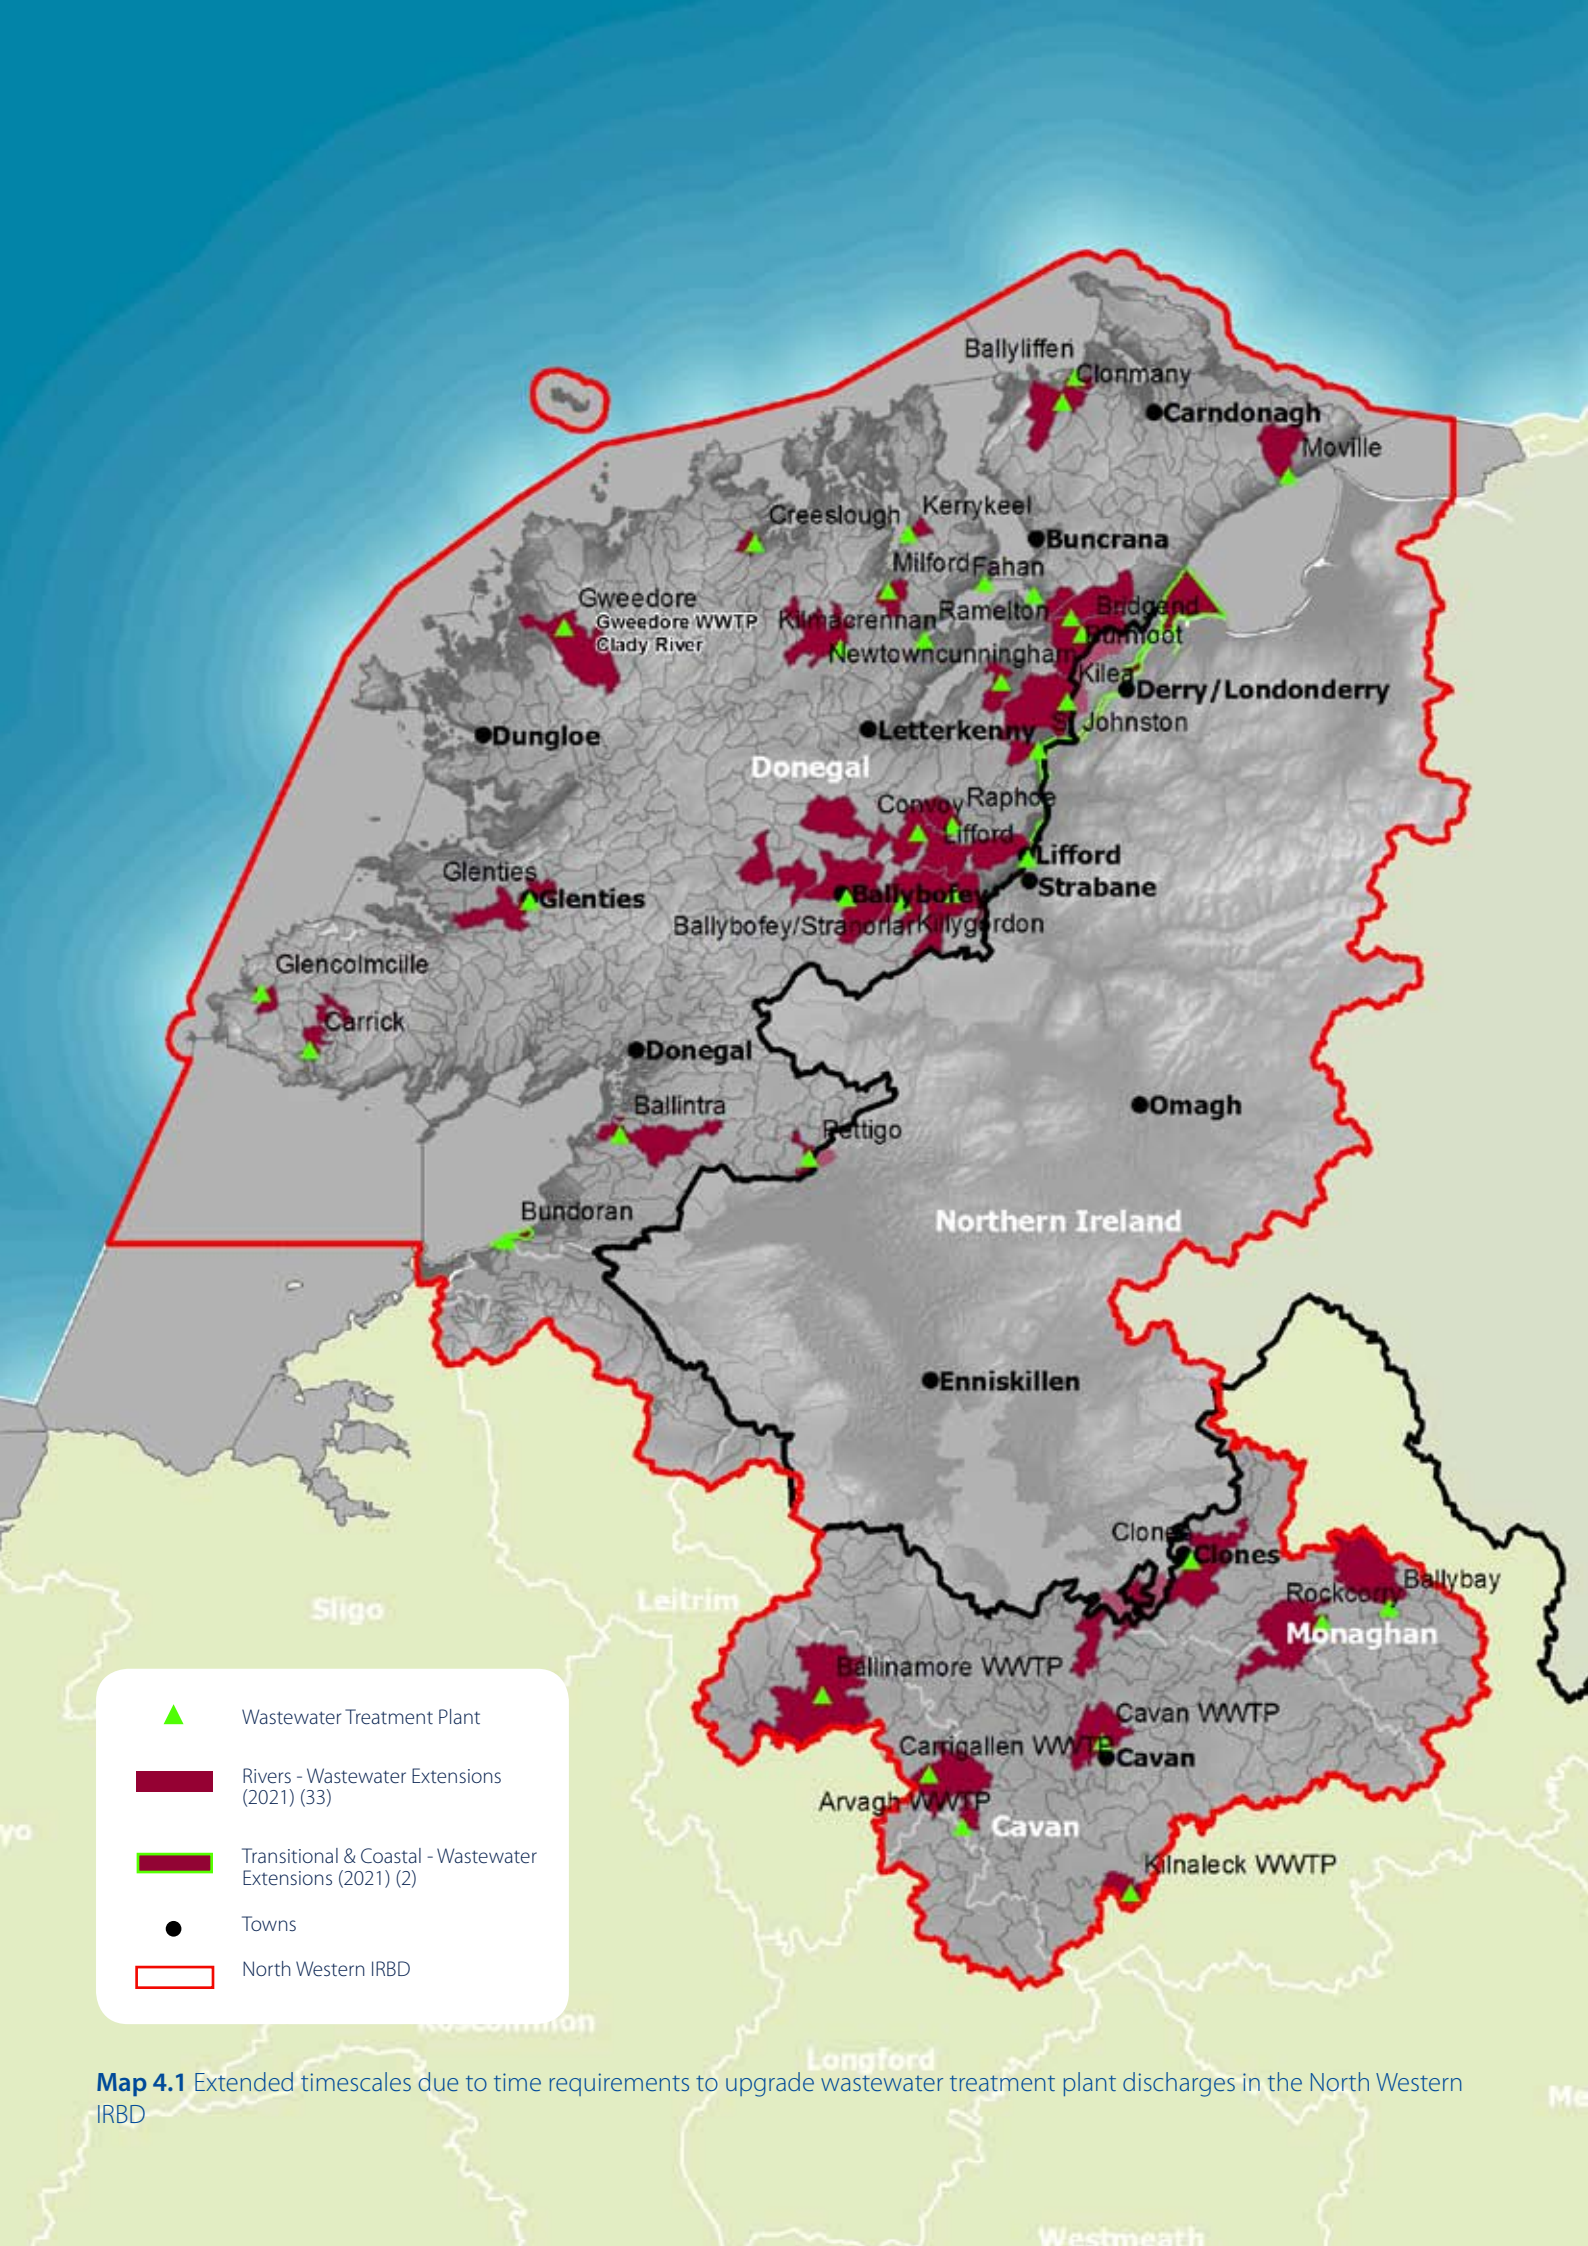 Ballyliffen
Clonmany
Carndonagh
Moville
Kerrykeel
Creeslough
Buncrana
Milford
Fahan
Gweedore
Gweedore WWTP
Clady River
Kilmacrennan
Ramelton
Bridgend
Burnfoot
Newtowncunningham
Kilea
Derry/Londonderry
St Johnston
Dungloe
Letterkenny
Donegal
Convoy
Raphoe
Lifford
Lifford
Strabane
Glenties
Glenties
Ballybofey
Ballybofey/Stranorlar
Killygordon
Glencolmcille
Carrick
Donegal
Ballintra
Pettigo
Omagh
Bundoran
Northern Ireland
Enniskillen
Clones
Clones
Rockcorry
Ballybay
Monaghan
Sligo
Leitrim
Ballinamore WWTP
Cavan WWTP
Carrigallen WWTP
Cavan
Arvagh WWTP
Cavan
Kilnaleck WWTP
yo
Wastewater Treatment Plant
Rivers - Wastewater Extensions
(2021) (33)
Transitional & Coastal - Wastewater
Extensions (2021) (2)
Towns
North Western IRBD
Roscommon
Longford
Me
Map 4.1 Extended timescales due to time requirements to upgrade wastewater treatment plant discharges in the North Western
IRBD
Westmeath